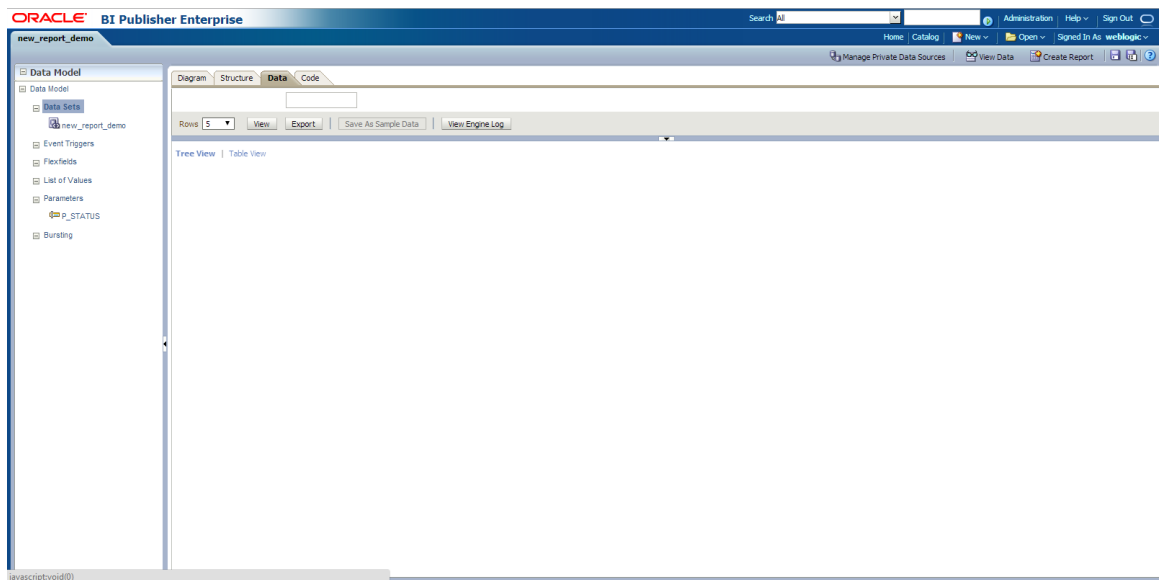 ORACLE BI Publisher Enterprise Search All Administration Help Sign Out
new_report_demo Home Catalog New Open Signed In As weblogic
Manage Private Data Sources View Data Create Report
Data Model
Data Model
Data Sets
new_report_demo
Event Triggers
Flexfields
List of Values
Parameters
P_STATUS
Bursting
Diagram Structure Data Code
Rows 5 View Export Save As Sample Data View Engine Log
Tree View | Table View
javascript:void(0)